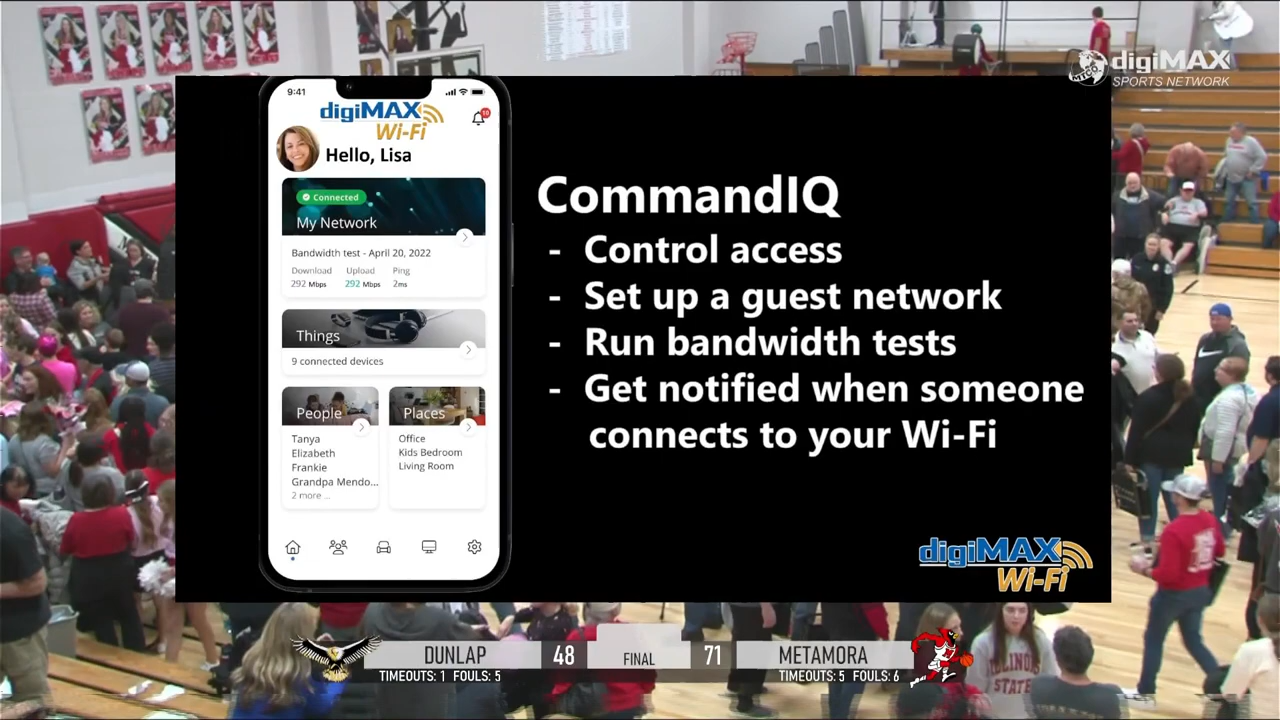 digiMAX
SPORTS NETWORK
MTCO
9:41
digiMAX
Wi-Fi
10
Hello, Lisa
Connected
My Network
Bandwidth test - April 20, 2022
Download Upload Ping
292 Mbps 292 Mbps 2ms
Things
9 connected devices
People
Tanya
Elizabeth
Frankie
Grandpa Mendo...
2 more ...
Places
Office
Kids Bedroom
Living Room
CommandIQ
- Control access
- Set up a guest network
- Run bandwidth tests
- Get notified when someone
connects to your Wi-Fi
digiMAX
Wi-Fi
DUNLAP 48 FINAL 71 METAMORA
TIMEOUTS: 1 FOULS: 5 TIMEOUTS: 5 FOULS: 6
ILLINOIS
STATE